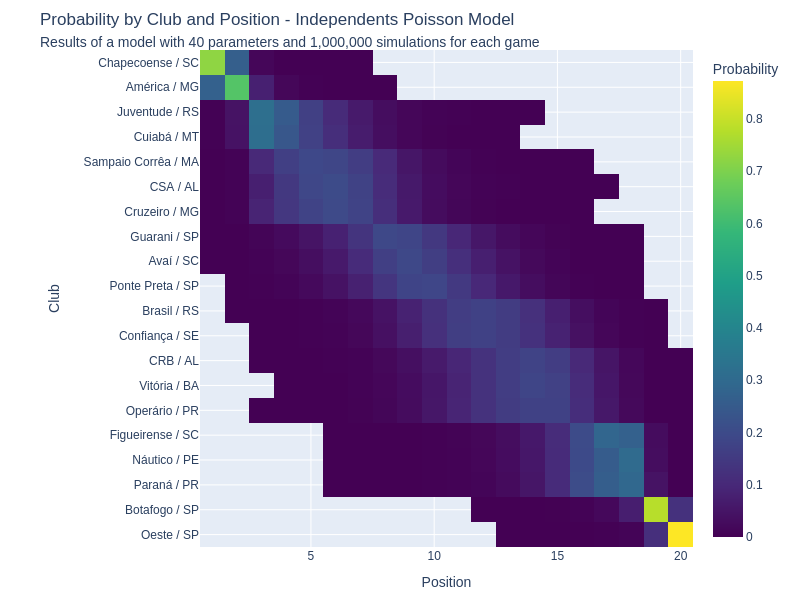 Probability by Club and Position - Independents Poisson Model
Results of a model with 40 parameters and 1,000,000 simulations for each game
Probability
Chapecoense / SC
América / MG
Juventude / RS
Cuiabá / MT
Sampaio Corrêa / MA
CSA / AL
Cruzeiro / MG
Guarani / SP
Avaí / SC
Ponte Preta / SP
Brasil / RS
Confiança / SE
CRB / AL
Vitória / BA
Operário / PR
Figueirense / SC
Náutico / PE
Paraná / PR
Botafogo / SP
Oeste / SP
Club
5
10
15
20
Position
0.8
0.7
0.6
0.5
0.4
0.3
0.2
0.1
0